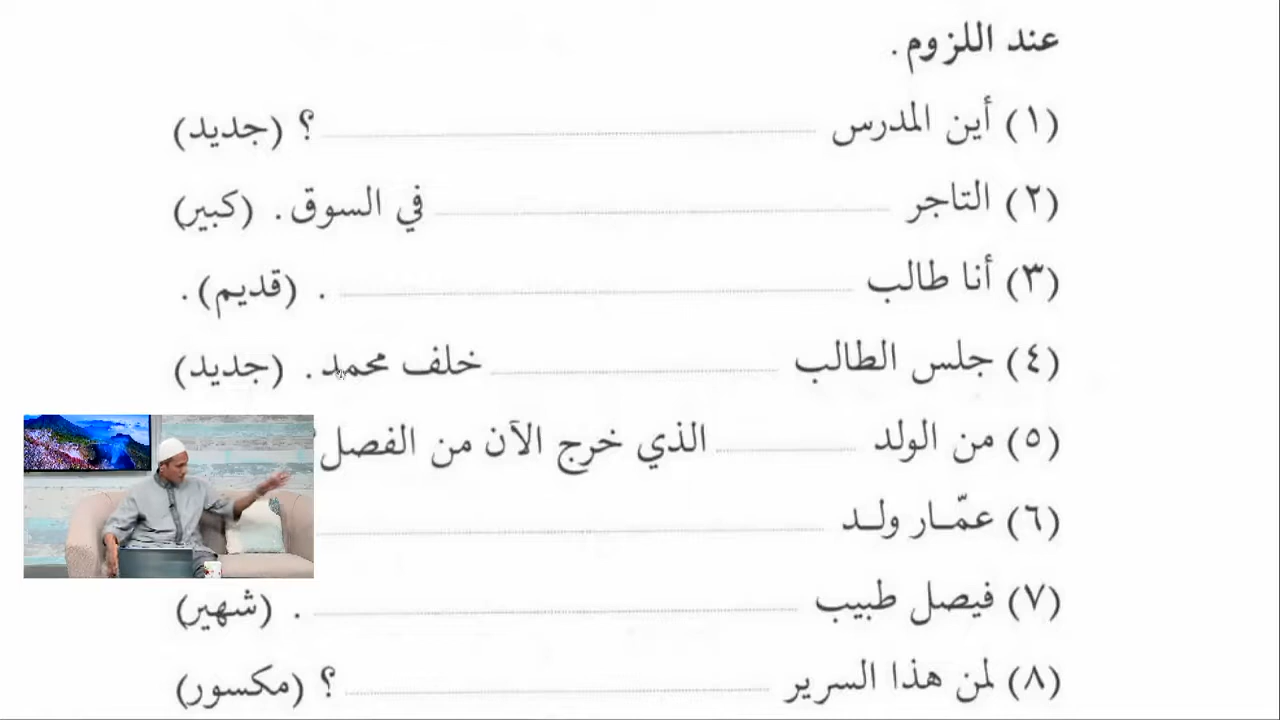 عند اللزوم .
(١) أين المدرس ............ ؟ (جديد)
(٢) التاجر ............ في السوق . (كبير)
(٣) أنا طالب ............ . (قديم) .
(٤) جلس الطالب ............ خلف محمد . (جديد)
(٥) من الولد ............ الذي خرج الآن من الفصل
(٦) عمّـار ولـد ............
(٧) فيصل طبيب ............ . (شهير)
(٨) لمن هذا السرير ............ ؟ (مكسور)